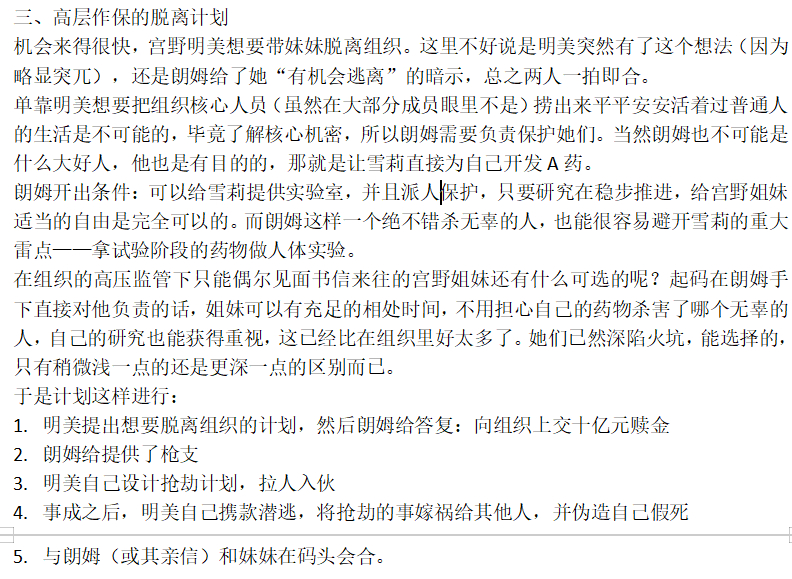 三、高层作保的脱离计划
机会来得很快，宫野明美想要带妹妹脱离组织。这里不好说是明美突然有了这个想法（因为
略显突兀），还是朗姆给了她“有机会逃离”的暗示，总之两人一拍即合。
单靠明美想要把组织核心人员（虽然在大部分成员眼里不是）捞出来平平安安活着过普通人
的生活是不可能的，毕竟了解核心机密，所以朗姆需要负责保护她们。当然朗姆也不可能是
什么大好人，他也是有目的的，那就是让雪莉直接为自己开发 A 药。
朗姆开出条件：可以给雪莉提供实验室，并且派人保护，只要研究在稳步推进，给宫野姐妹
适当的自由是完全可以的。而朗姆这样一个绝不错杀无辜的人，也能很容易避开雪莉的重大
雷点——拿试验阶段的药物做人体实验。
在组织的高压监管下只能偶尔见面书信来往的宫野姐妹还有什么可选的呢？起码在朗姆手
下直接对他负责的话，姐妹可以有充足的相处时间，不用担心自己的药物杀害了哪个无辜的
人，自己的研究也能获得重视，这已经比在组织里好太多了。她们已然深陷火坑，能选择的，
只有稍微浅一点的还是更深一点的区别而已。
于是计划这样进行：
1. 明美提出想要脱离组织的计划，然后朗姆给答复：向组织上交十亿元赎金
2. 朗姆给提供了枪支
3. 明美自己设计抢劫计划，拉人入伙
4. 事成之后，明美自己携款潜逃，将抢劫的事嫁祸给其他人，并伪造自己假死
5. 与朗姆（或其亲信）和妹妹在码头会合。